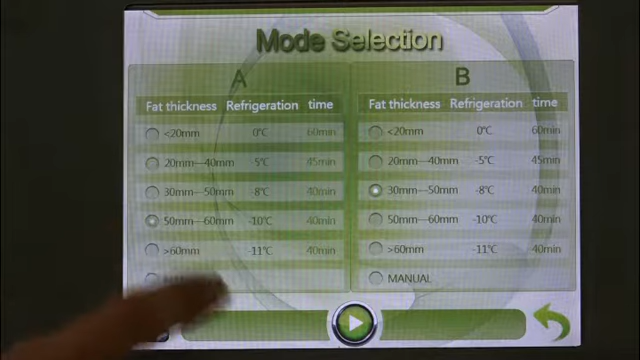 Mode Selection
A
Fat thickness Refrigeration time
<20mm 0℃ 60min
20mm---40mm -5℃ 45min
30mm---50mm -8℃ 40min
50mm---60mm -10℃ 40min
>60mm -11℃ 40min
B
Fat thickness Refrigeration time
<20mm 0℃ 60min
20mm---40mm -5℃ 45min
30mm---50mm -8℃ 40min
50mm---60mm -10℃ 40min
>60mm -11℃ 40min
MANUAL